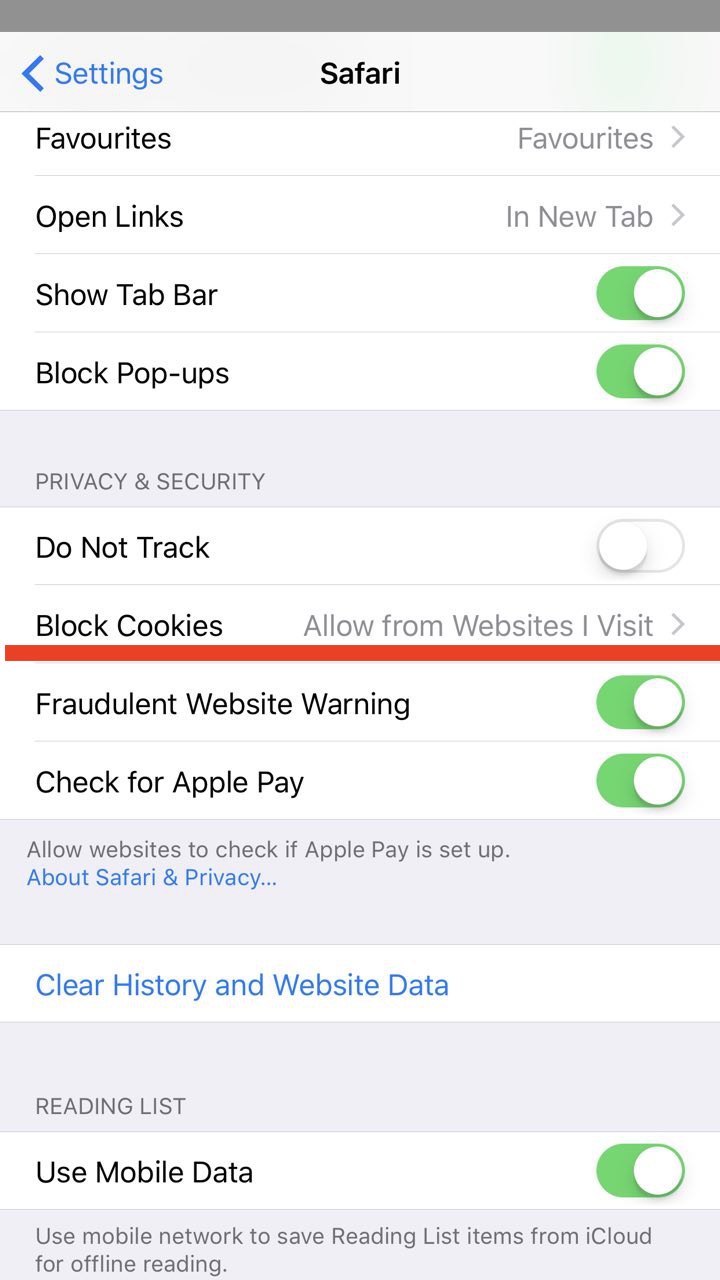 Settings Safari
Favourites Favourites
Open Links In New Tab
Show Tab Bar
Block Pop-ups
PRIVACY & SECURITY
Do Not Track
Block Cookies Allow from Websites I Visit
Fraudulent Website Warning
Check for Apple Pay
Allow websites to check if Apple Pay is set up.
About Safari & Privacy...
Clear History and Website Data
READING LIST
Use Mobile Data
Use mobile network to save Reading List items from iCloud
for offline reading.